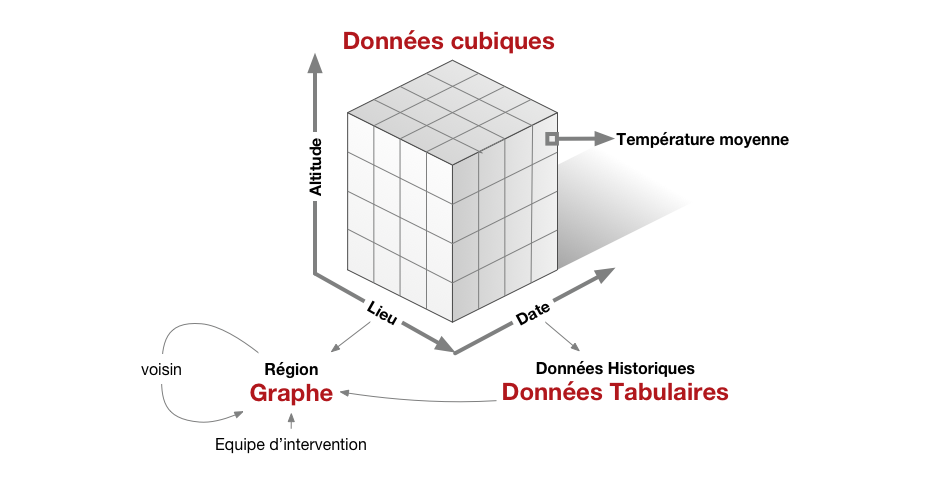 Données cubiques
Température moyenne
Altitude
Lieu
Date
voisin
Région
Graphe
Données Historiques
Données Tabulaires
Equipe d’intervention